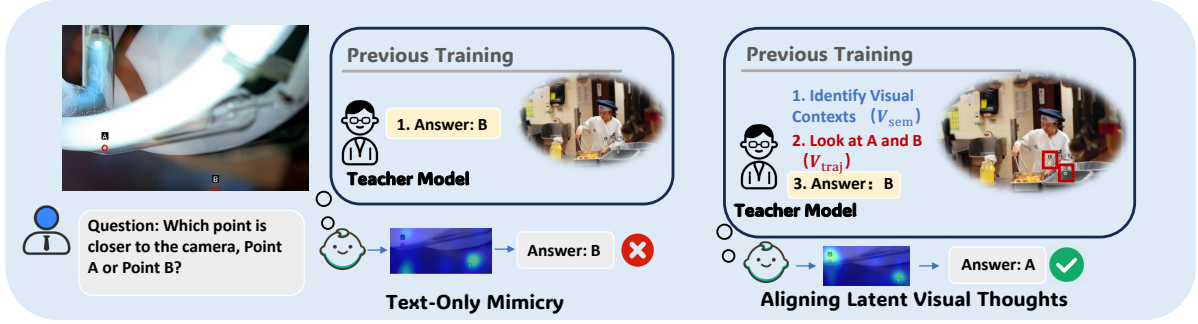 A
B
Question: Which point is
closer to the camera, Point
A or Point B?
Previous Training
1. Answer: B
Teacher Model
Answer: B
Text-Only Mimicry
Previous Training
1. Identify Visual
Contexts (V_sem)
2. Look at A and B
(V_traj)
3. Answer: B
Teacher Model
Answer: A
Aligning Latent Visual Thoughts